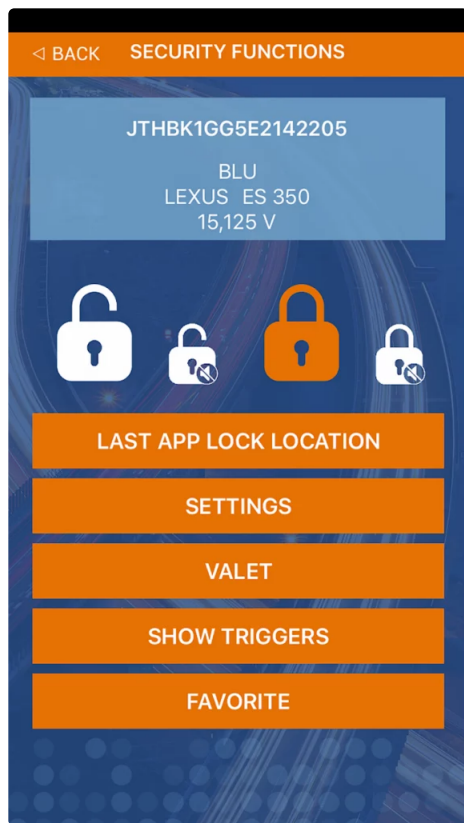 ◁ BACK SECURITY FUNCTIONS
JTHBK1GG5E2142205
BLU
LEXUS ES 350
15,125 V
LAST APP LOCK LOCATION
SETTINGS
VALET
SHOW TRIGGERS
FAVORITE